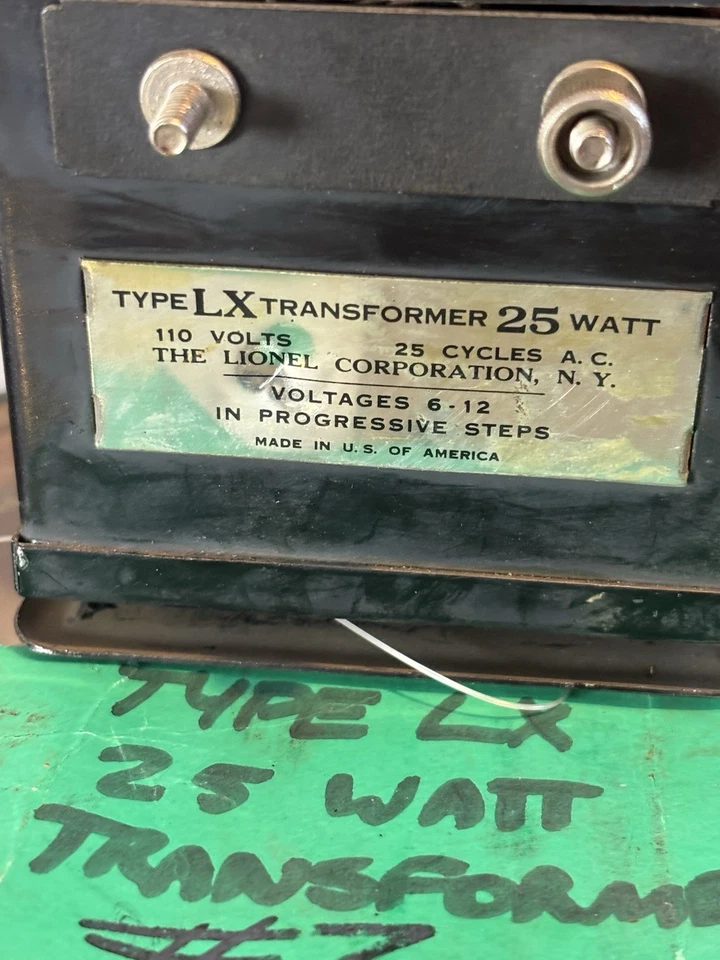 TYPE LX TRANSFORMER 25 WATT
110 VOLTS 25 CYCLES A. C.
THE LIONEL CORPORATION, N. Y.
VOLTAGES 6-12
IN PROGRESSIVE STEPS
MADE IN U. S. OF AMERICA
TYPE LX
25 WATT
TRANSFORME